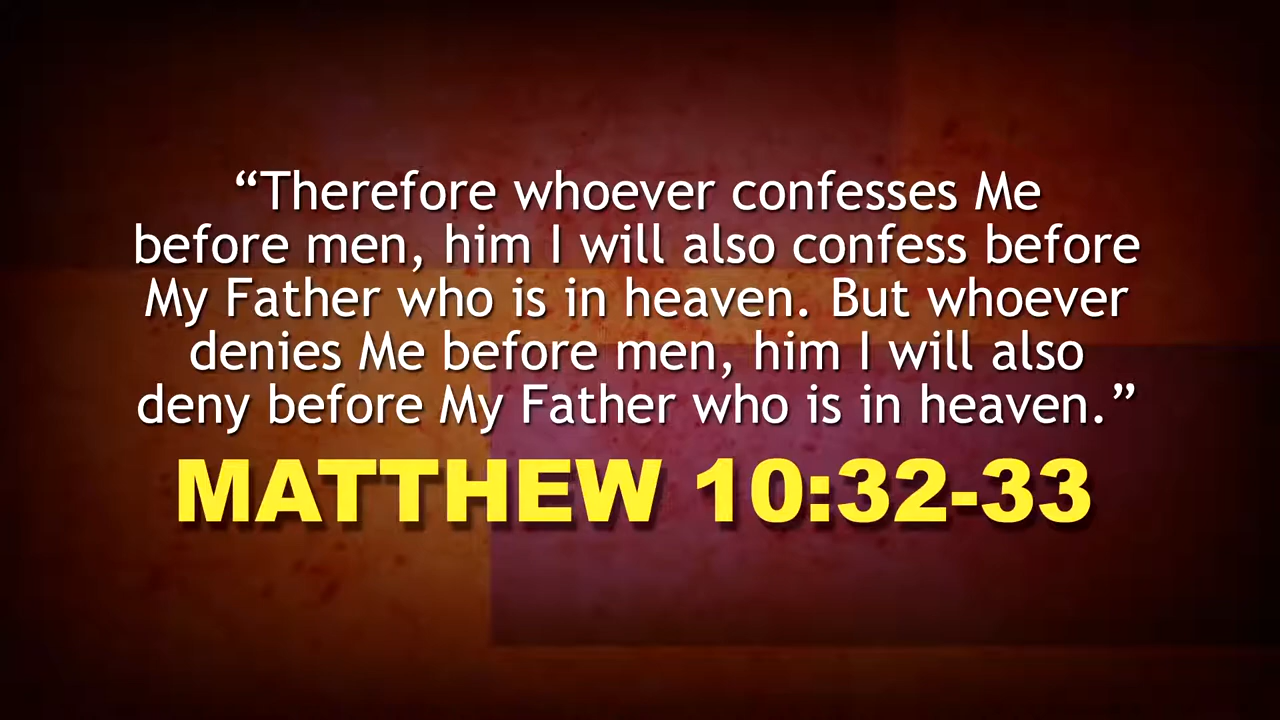 “Therefore whoever confesses Me
before men, him I will also confess before
My Father who is in heaven. But whoever
denies Me before men, him I will also
deny before My Father who is in heaven.”
MATTHEW 10:32-33